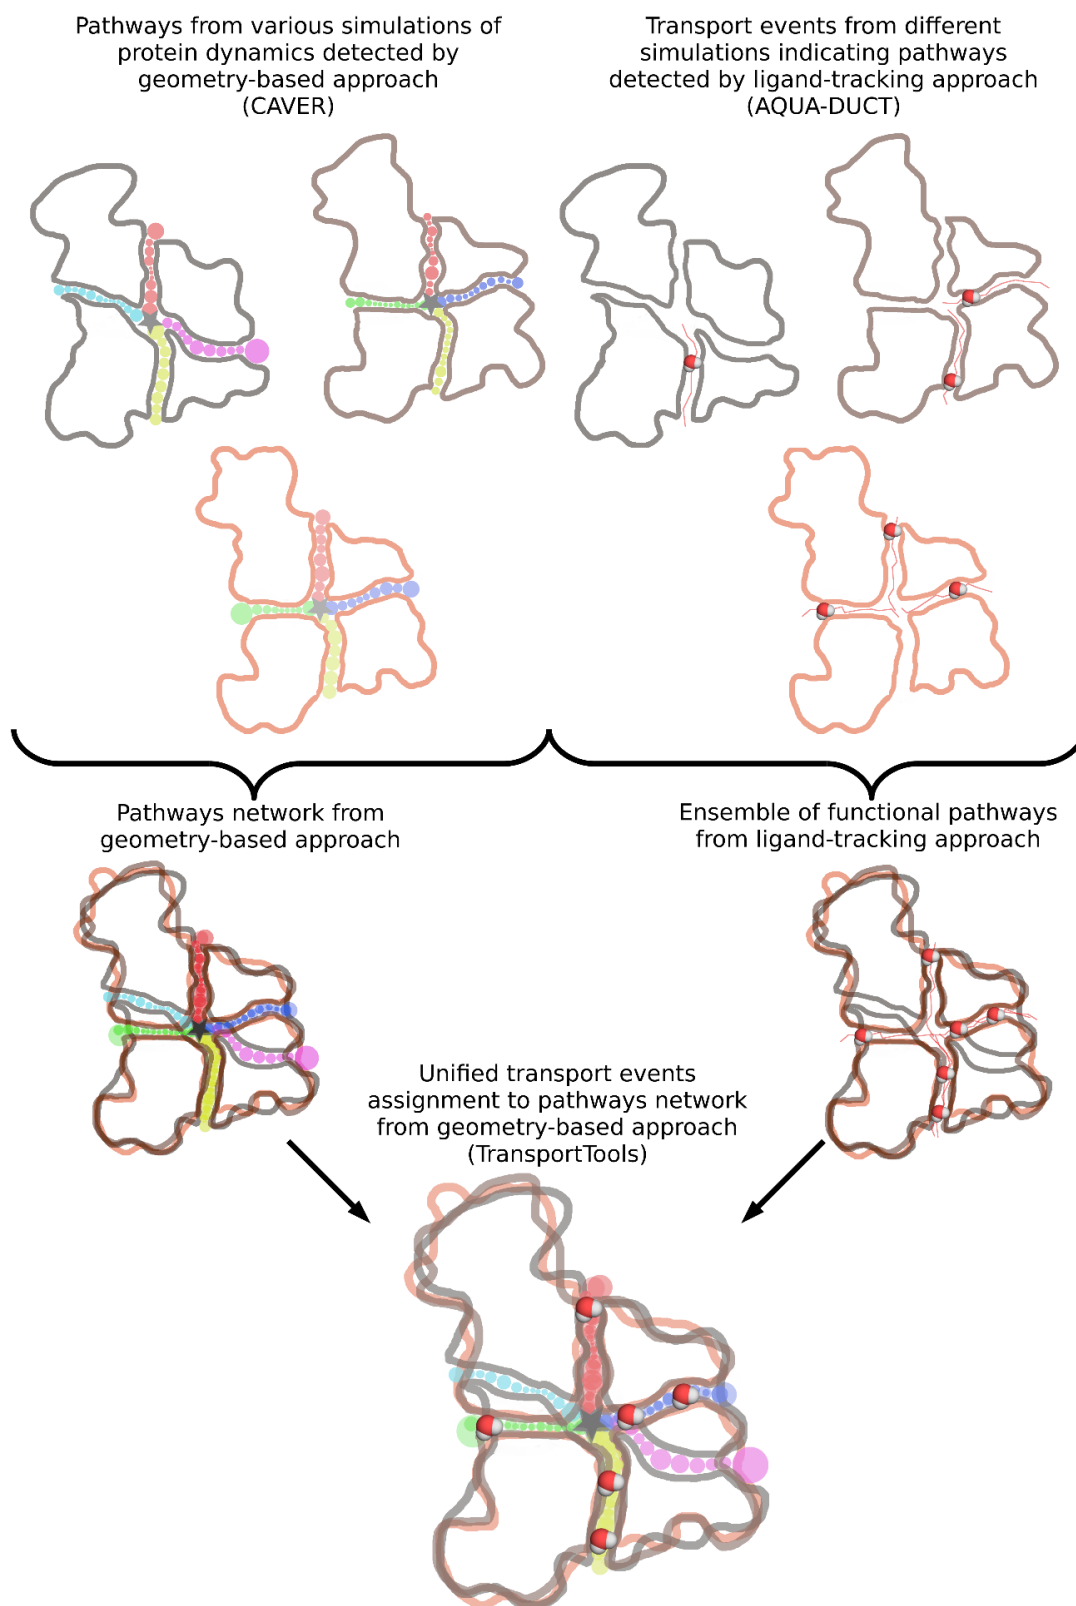 Pathways from various simulations of
protein dynamics detected by
geometry-based approach
(CAVER)
Transport events from different
simulations indicating pathways
detected by ligand-tracking approach
(AQUA-DUCT)
Pathways network from
geometry-based approach
Ensemble of functional pathways
from ligand-tracking approach
Unified transport events
assignment to pathways network
from geometry-based approach
(TransportTools)